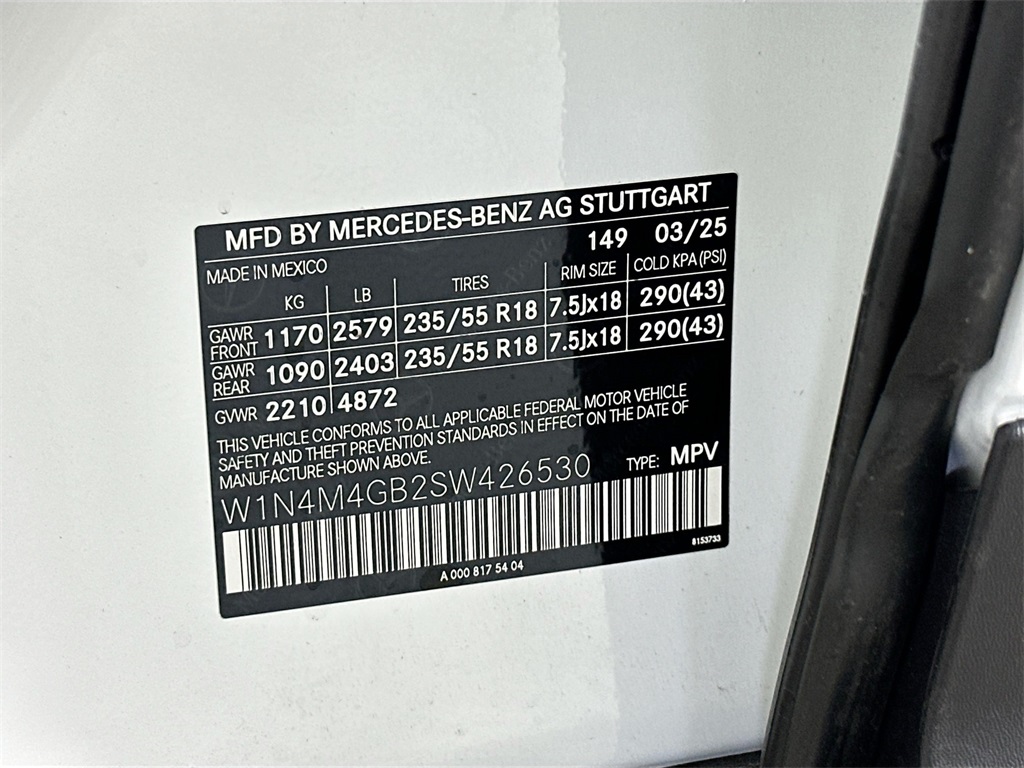 MFD BY MERCEDES-BENZ AG STUTTGART
149 03/25
MADE IN MEXICO
KG LB TIRES RIM SIZE COLD KPA (PSI)
GAWR FRONT 1170 2579 235/55 R18 7.5Jx18 290(43)
GAWR REAR 1090 2403 235/55 R18 7.5Jx18 290(43)
GVWR 2210 4872
THIS VEHICLE CONFORMS TO ALL APPLICABLE FEDERAL MOTOR VEHICLE
SAFETY AND THEFT PREVENTION STANDARDS IN EFFECT ON THE DATE OF
MANUFACTURE SHOWN ABOVE.
TYPE: MPV
W1N4M4GB2SW426530
8153733
A 000 817 54 04